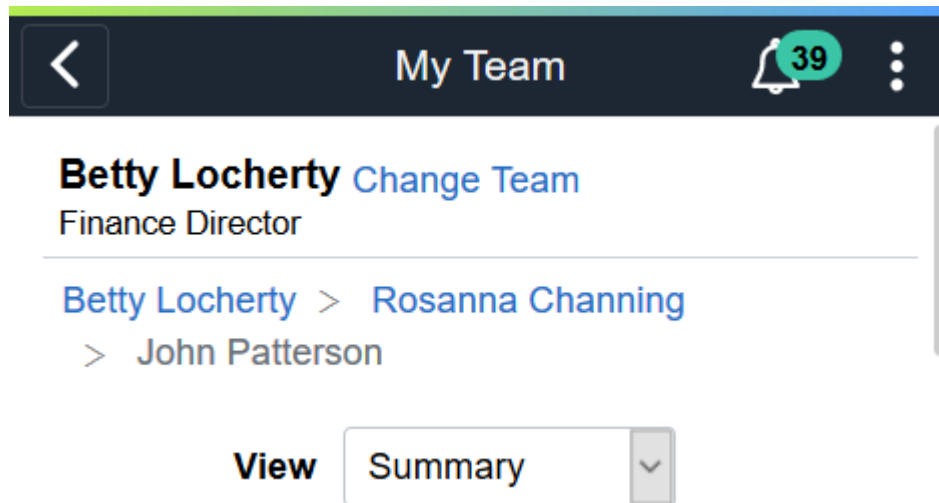 My Team
39
Betty Locherty Change Team
Finance Director
Betty Locherty > Rosanna Channing
> John Patterson
View Summary